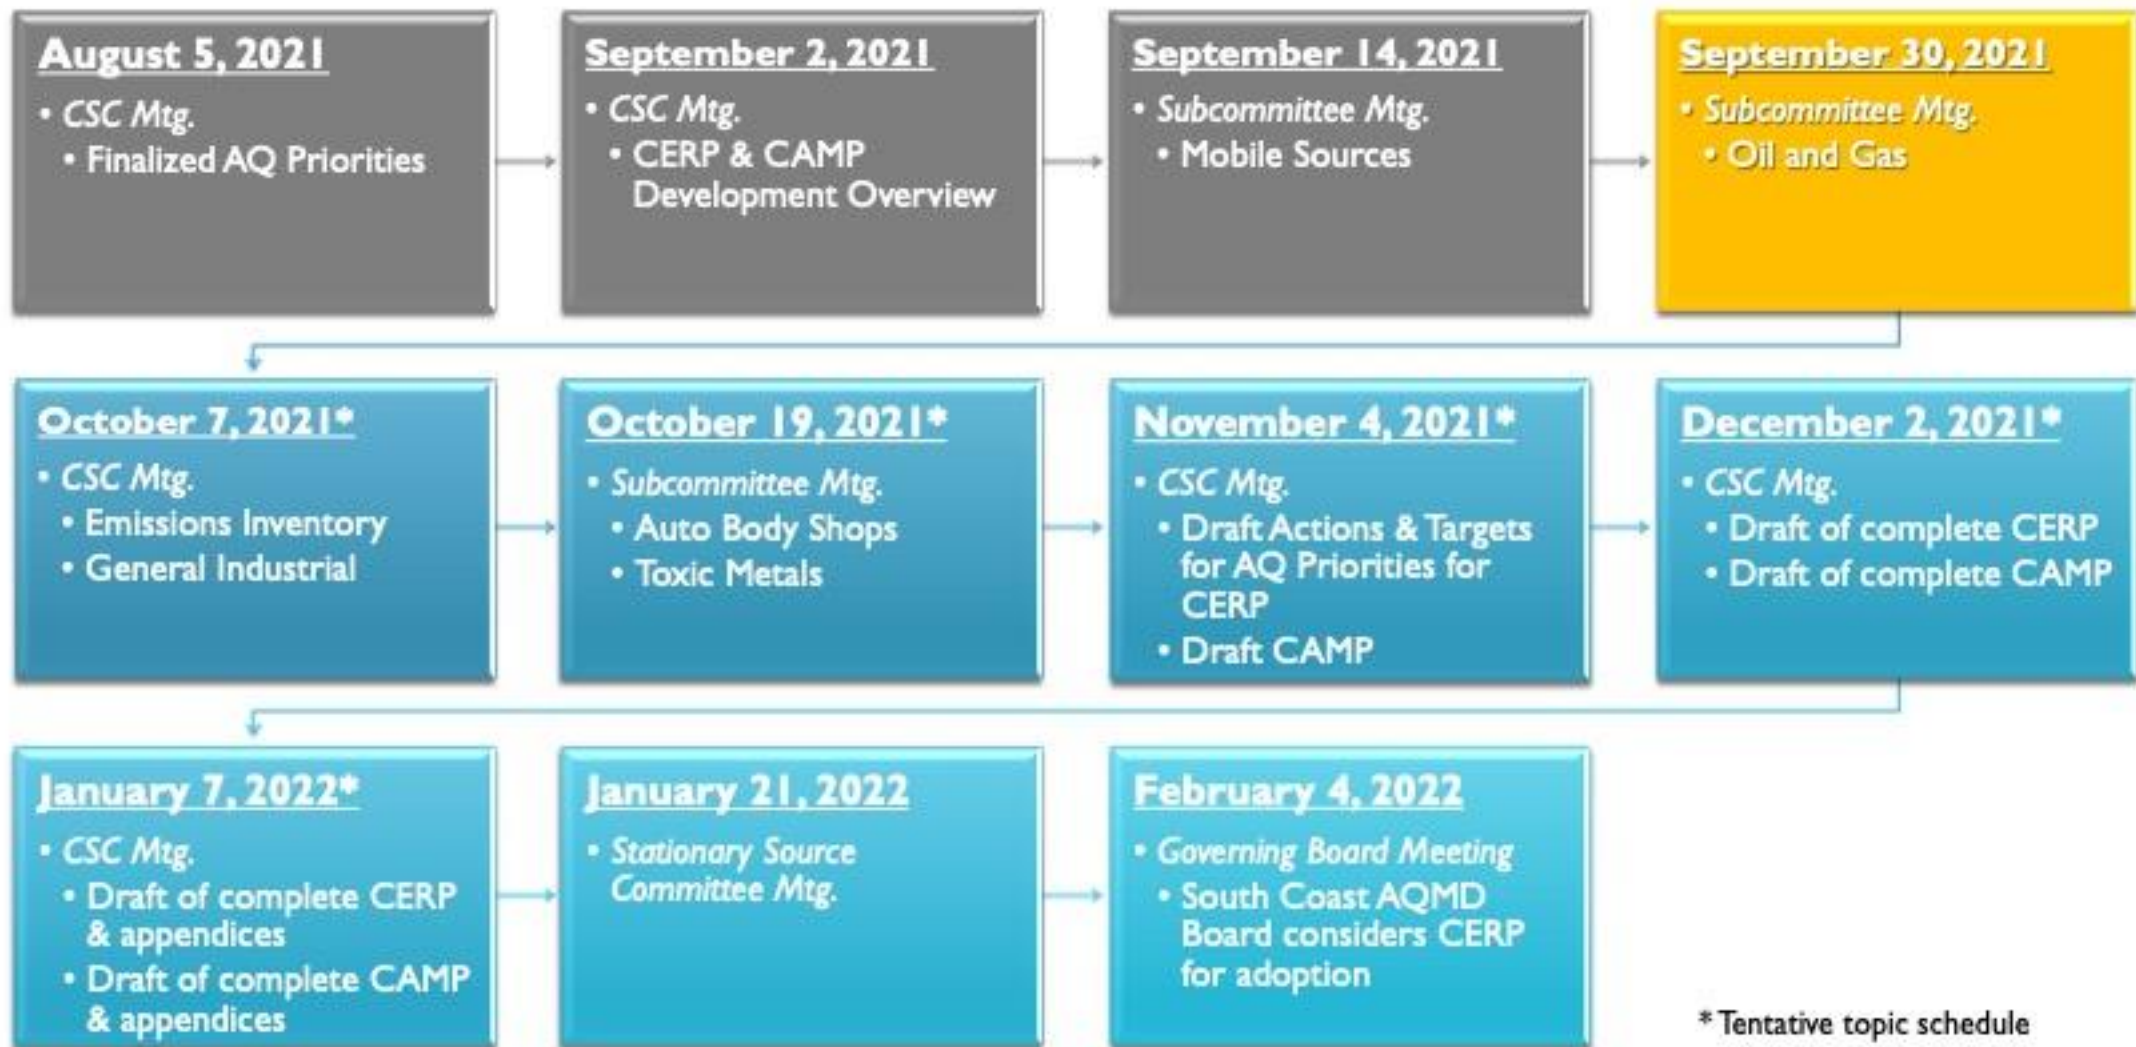 August 5, 2021
• CSC Mtg.
• Finalized AQ Priorities
September 2, 2021
• CSC Mtg.
• CERP & CAMP
Development Overview
September 14, 2021
• Subcommittee Mtg.
• Mobile Sources
September 30, 2021
• Subcommittee Mtg.
• Oil and Gas
October 7, 2021*
• CSC Mtg.
• Emissions Inventory
• General Industrial
October 19, 2021*
• Subcommittee Mtg.
• Auto Body Shops
• Toxic Metals
November 4, 2021*
• CSC Mtg.
• Draft Actions & Targets
for AQ Priorities for
CERP
• Draft CAMP
December 2, 2021*
• CSC Mtg.
• Draft of complete CERP
• Draft of complete CAMP
January 7, 2022*
• CSC Mtg.
• Draft of complete CERP
& appendices
• Draft of complete CAMP
& appendices
January 21, 2022
• Stationary Source
Committee Mtg.
February 4, 2022
• Governing Board Meeting
• South Coast AQMD
Board considers CERP
for adoption
* Tentative topic schedule